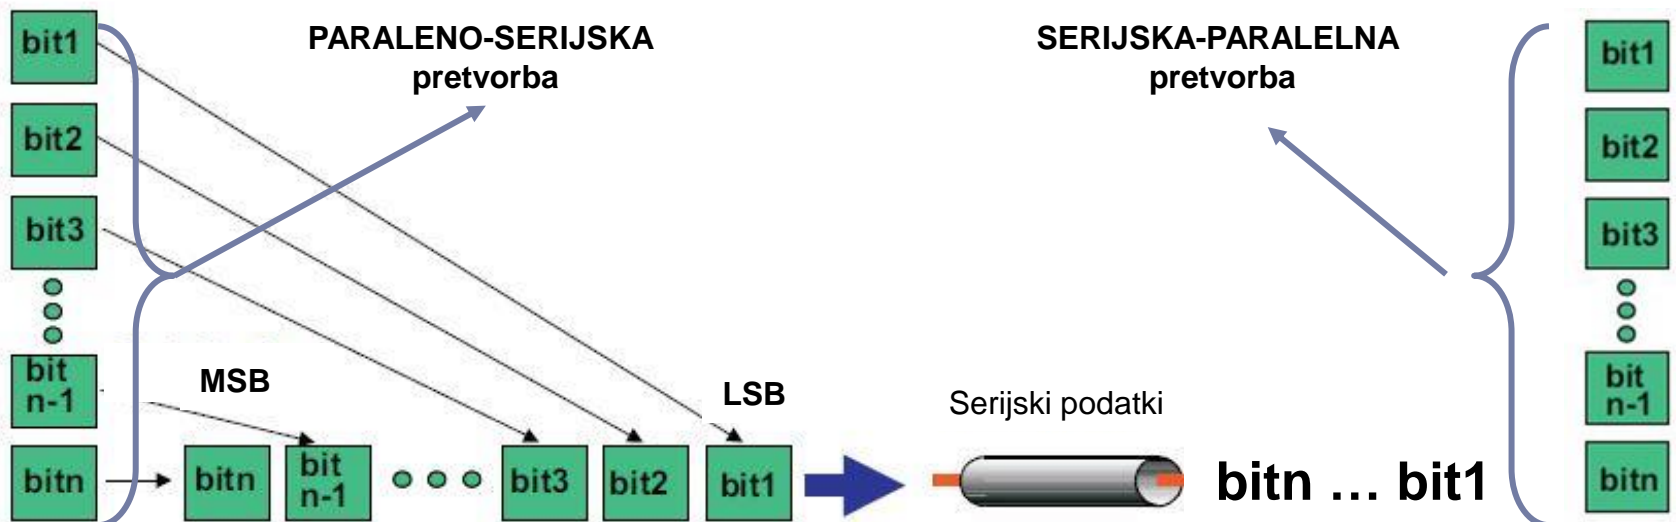 PARALENO-SERIJSKA
pretvorba
SERIJSKA-PARALELNA
pretvorba
bit1
bit2
bit3
bit
n-1
bitn
MSB
LSB
bitn
bit
n-1
bit3
bit2
bit1
Serijski podatki
bitn ... bit1
bit1
bit2
bit3
bit
n-1
bitn